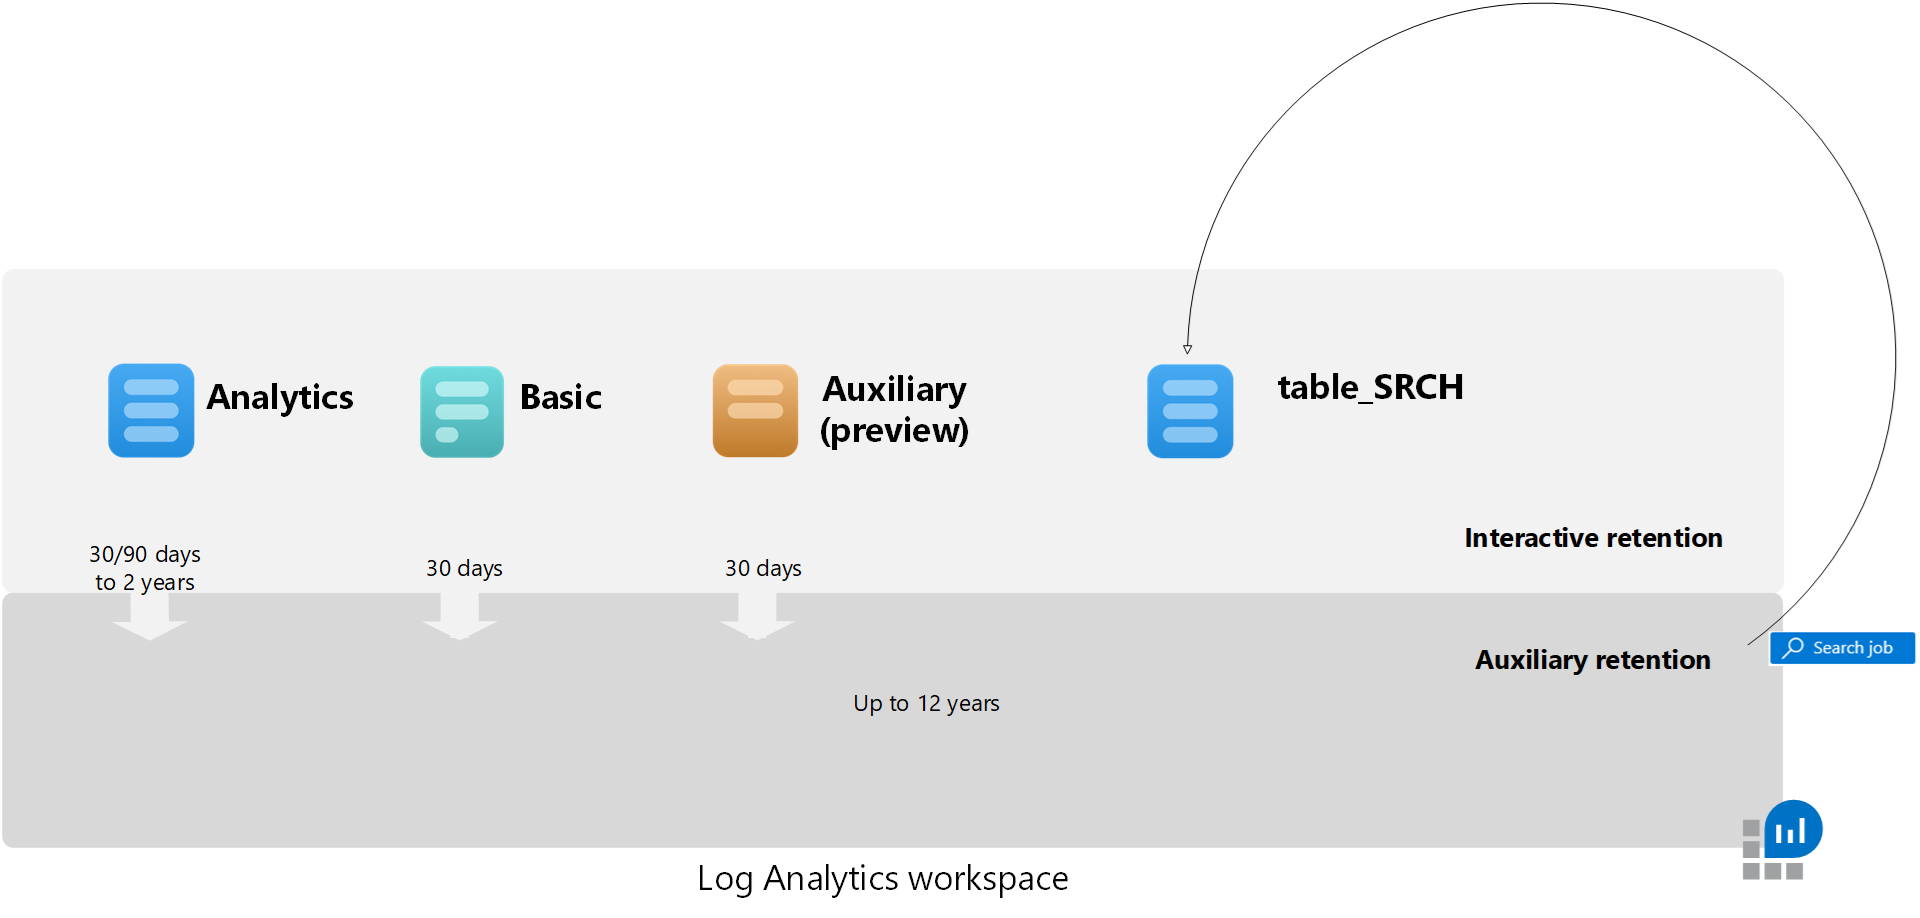 Analytics
Basic
Auxiliary
(preview)
table_SRCH
30/90 days
to 2 years
30 days
30 days
Interactive retention
Auxiliary retention
Search job
Up to 12 years
Log Analytics workspace